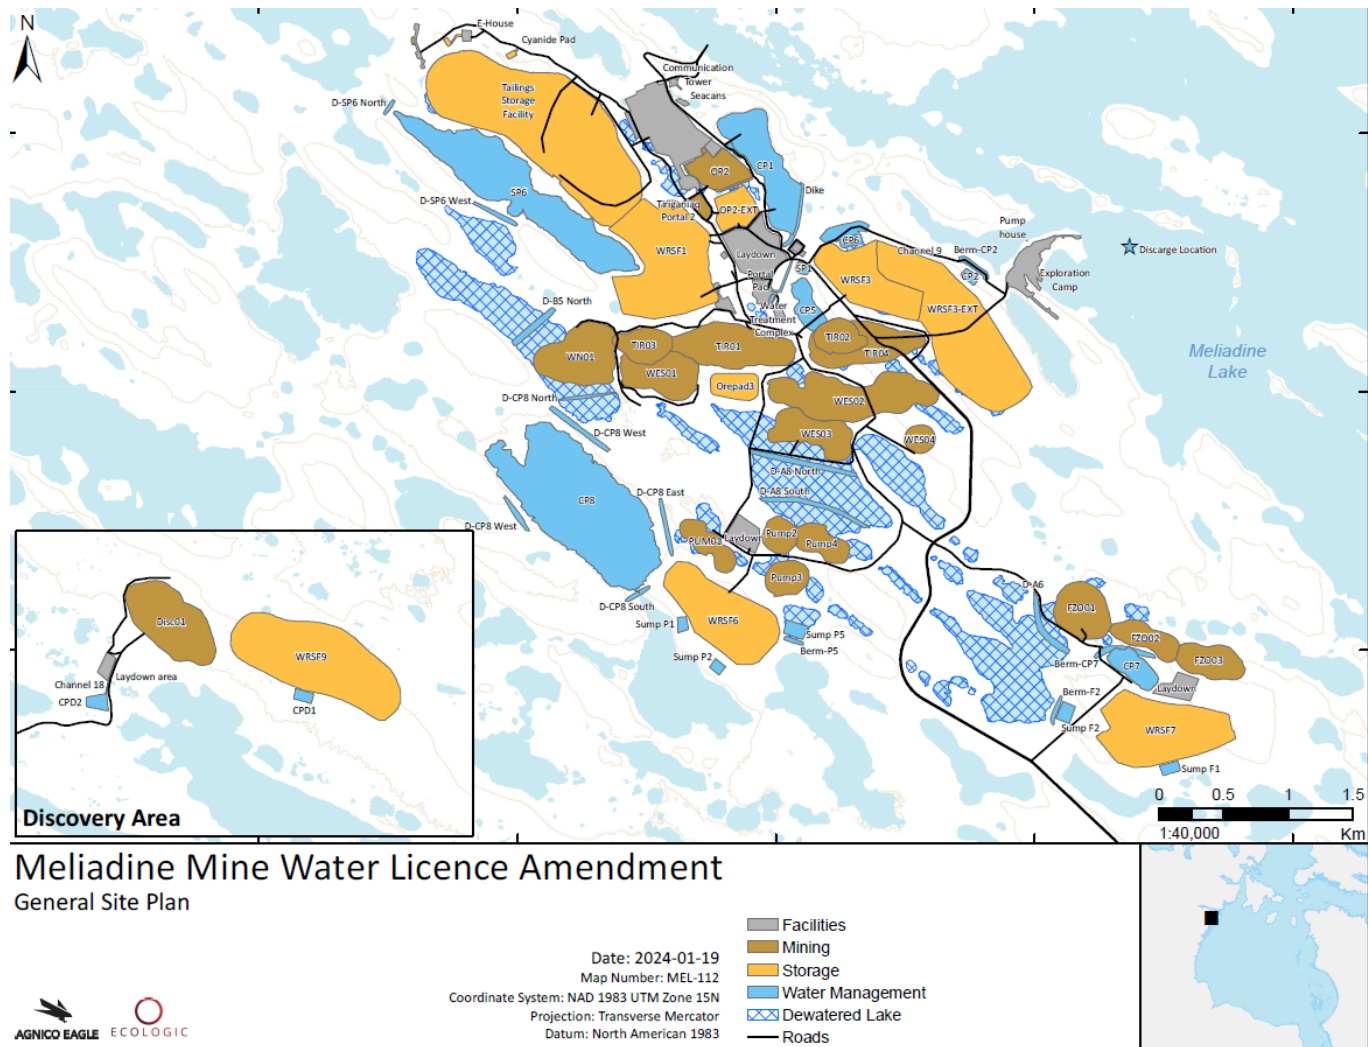 N
E-House
Cyanide Pad
Communication
Tower
Seacans
Tailings
Storage
Facility
D-SP6 North
CP1
OP2
SP6
Dike
D-SP6 West
Tiriganiaq
Portal 2
OP2-EXT
Pump
house
CP6
Channel 9
Berm-CP2
Discarge Location
WRSF1
Laydown
SP1
Portal
Pad
WRSF3
CP2
Exploration
Camp
D-B5 North
Water
Treatment
Complex
CP5
WRSF3-EXT
TIR03
TIR01
TIR02
TIR04
WN01
Meliadine
Lake
WES01
Orepad3
D-CP8 North
WES02
D-CP8 West
WES03
WES04
D-A8 North
D-CP8 East
D-A8 South
CP8
D-CP8 West
PUM03
Laydown
Pump2
Pump4
Pump3
D-CP8 South
D-A6
FZO01
Sump P1
WRSF6
Sump P5
Berm-P5
FZO02
Sump P2
Berm-CP7
CP7
FZO03
Laydown
Berm-F2
Sump F2
WRSF7
Sump F1
Disc01
WRSF9
Laydown area
Channel 18
CPD2
CPD1
Discovery Area
0 0.5 1 1.5
1:40,000 Km
Meliadine Mine Water Licence Amendment
General Site Plan
Date: 2024-01-19
Map Number: MEL-112
Coordinate System: NAD 1983 UTM Zone 15N
Projection: Transverse Mercator
Datum: North American 1983
Facilities
Mining
Storage
Water Management
Dewatered Lake
Roads
AGNICO EAGLE
ECOLOGIC